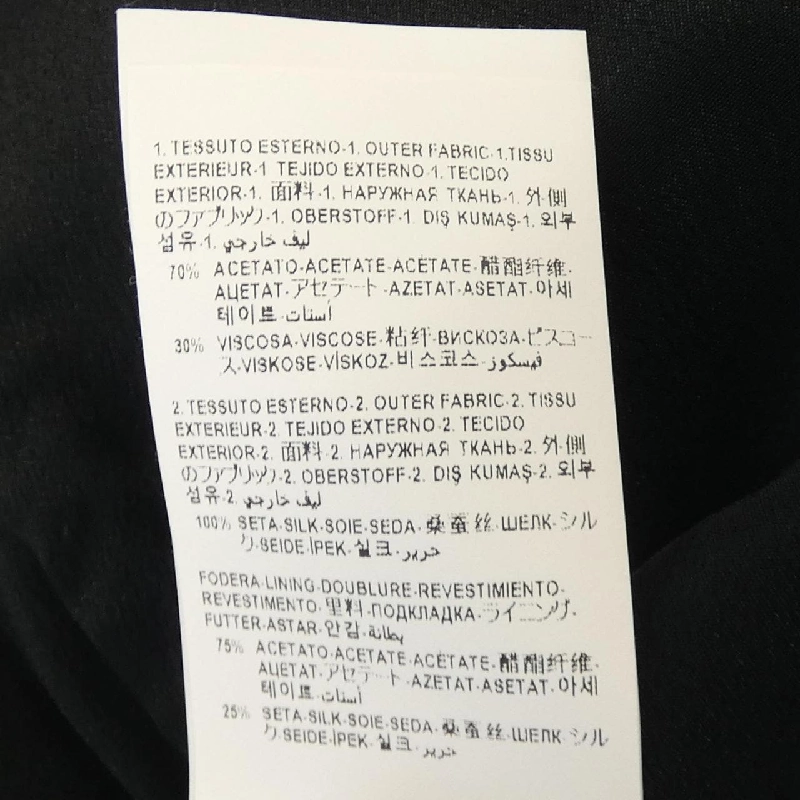 1. TESSUTO ESTERNO-1. OUTER FABRIC-1.TISSU
EXTERIEUR-1 TEJIDO EXTERNO-1. TECIDO
EXTERIOR-1. 面料-1. НАРУЖНАЯ ТКАНЬ-1. 外側
のファブリック-1. OBERSTOFF-1. DIŞ KUMAŞ-1. 외부
섬유-1. ليف خارجي
70% ACETATO-ACETATE-ACÉTATE-醋酯纤维-
АЦЕТАТ-アセテート-AZETAT-ASETAT-아세
테이트-أستات
30% VISCOSA-VISCOSE-粘纤-ВИСКОЗА-ビスコー
ス-VISKOSE-VİSKOZ-비스코스-فسكوز
2. TESSUTO ESTERNO-2. OUTER FABRIC-2. TISSU
EXTERIEUR-2. TEJIDO EXTERNO-2. TECIDO
EXTERIOR-2. 面料-2. НАРУЖНАЯ ТКАНЬ-2. 外側
のファブリック-2. OBERSTOFF-2. DIŞ KUMAŞ-2. 외부
섬유-2. ليف خارجي
100% SETA-SILK-SOIE-SEDA-桑蚕丝-ШЕЛК-シル
ク-SEIDE-İPEK-실크-حرير
FODERA-LINING-DOUBLURE-REVESTIMIENTO-
REVESTIMENTO-里料-ПОДКЛАДКА-ライニング-
FUTTER-ASTAR-안감-بطانة
75% ACETATO-ACETATE-ACÉTATE-醋酯纤维-
АЦЕТАТ-アセテート-AZETAT-ASETAT-아세
테이트-أستات
25% SETA-SILK-SOIE-SEDA-桑蚕丝-ШЕЛК-シル
ク-SEIDE-İPEK-실크-حرير